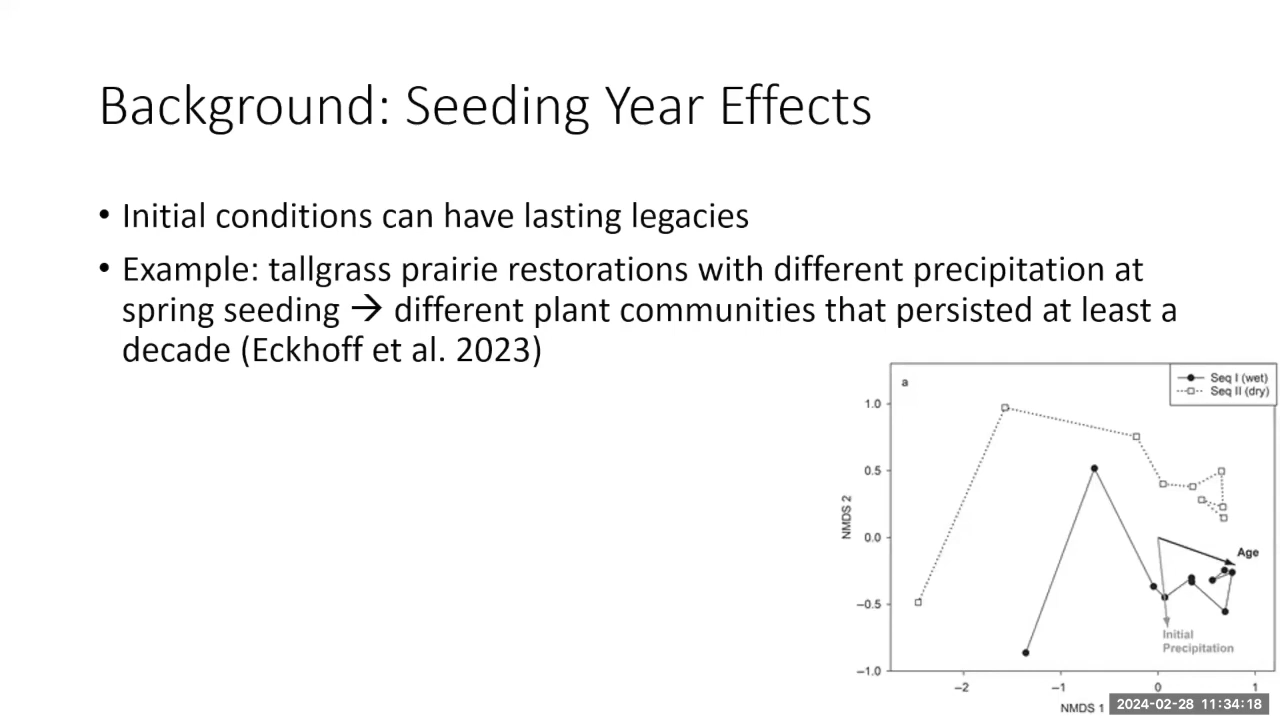 Background: Seeding Year Effects
• Initial conditions can have lasting legacies
• Example: tallgrass prairie restorations with different precipitation at
spring seeding → different plant communities that persisted at least a
decade (Eckhoff et al. 2023)
a
Seq I (wet)
Seq II (dry)
1.0
0.5
0.0
–0.5
–1.0
NMDS 2
Age
Initial
Precipitation
–2
–1
0
1
NMDS 1
2024-02-28 11:34:18